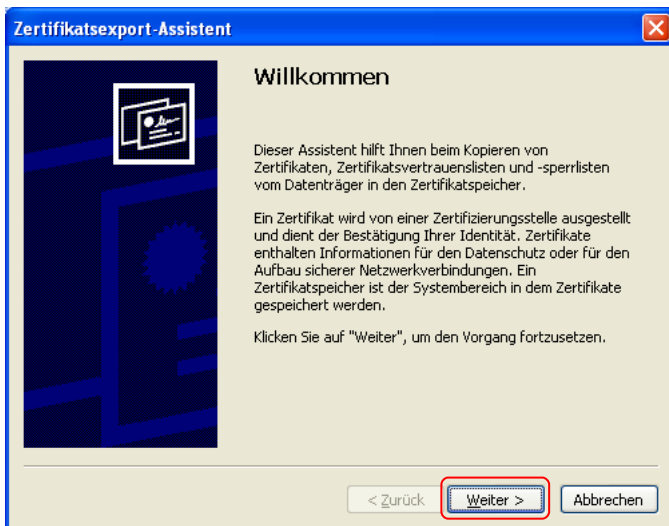 Zertifikatsexport-Assistent
Willkommen
Dieser Assistent hilft Ihnen beim Kopieren von
Zertifikaten, Zertifikatsvertrauenslisten und -sperrlisten
vom Datenträger in den Zertifikatspeicher.
Ein Zertifikat wird von einer Zertifizierungsstelle ausgestellt
und dient der Bestätigung Ihrer Identität. Zertifikate
enthalten Informationen für den Datenschutz oder für den
Aufbau sicherer Netzwerkverbindungen. Ein
Zertifikatspeicher ist der Systembereich in dem Zertifikate
gespeichert werden.
Klicken Sie auf "Weiter", um den Vorgang fortzusetzen.
< Zurück Weiter > Abbrechen